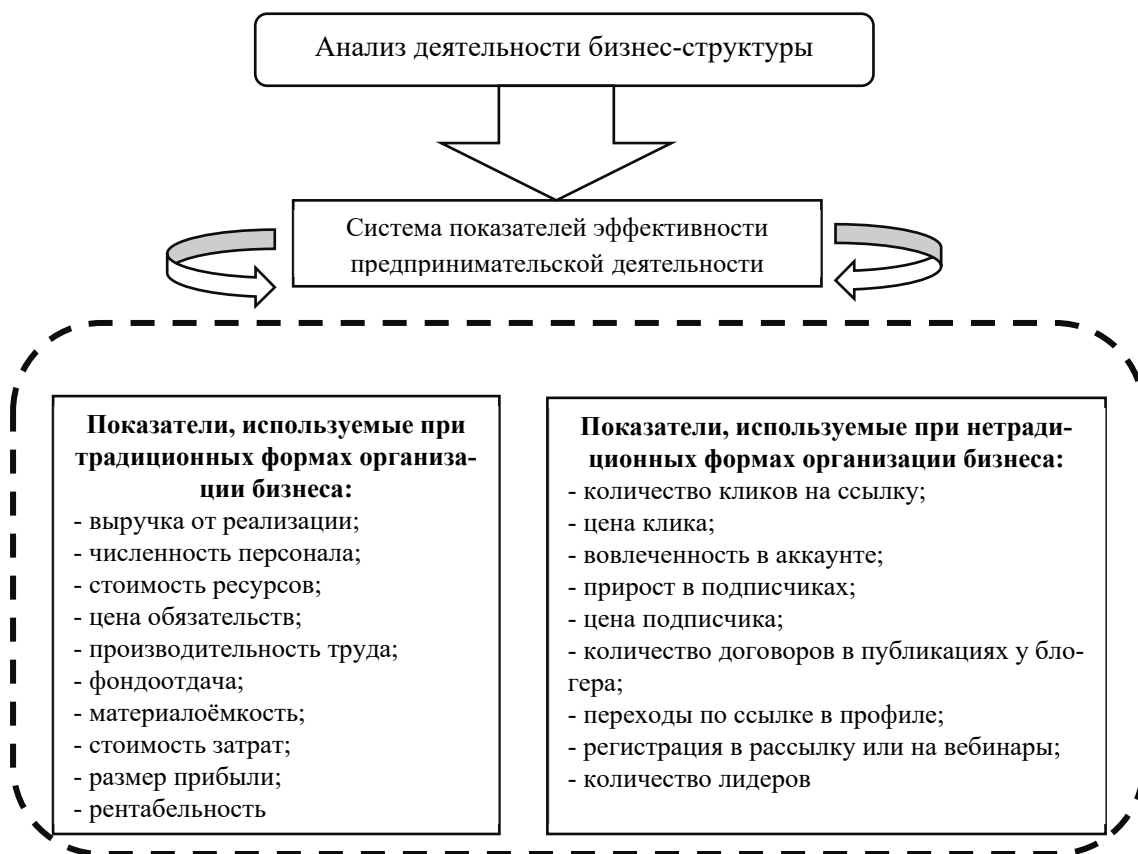 Анализ деятельности бизнес-структуры
Система показателей эффективности
предпринимательской деятельности
Показатели, используемые при
традиционных формах организа-
ции бизнеса:
- выручка от реализации;
- численность персонала;
- стоимость ресурсов;
- цена обязательств;
- производительность труда;
- фондоотдача;
- материалоёмкость;
- стоимость затрат;
- размер прибыли;
- рентабельность
Показатели, используемые при нетради-
ционных формах организации бизнеса:
- количество кликов на ссылку;
- цена клика;
- вовлеченность в аккаунте;
- прирост в подписчиках;
- цена подписчика;
- количество договоров в публикациях у бло-
гера;
- переходы по ссылке в профиле;
- регистрация в рассылку или на вебинары;
- количество лидеров